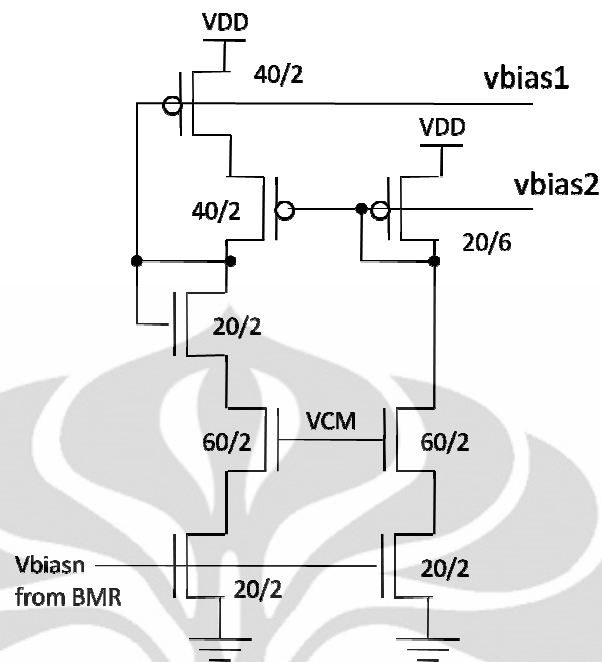 VDD
40/2
vbias1
VDD
40/2
vbias2
20/6
20/2
VCM
60/2
60/2
Vbiasn
from BMR
20/2
20/2